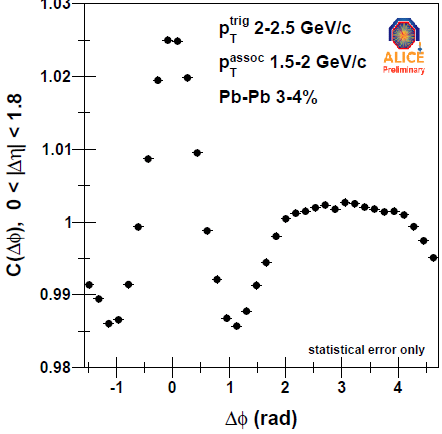 1.03
p_T^trig 2-2.5 GeV/c
p_T^assoc 1.5-2 GeV/c
Pb-Pb 3-4%
ALICE
Preliminary
1.02
1.01
1
0.99
0.98
C(Δϕ), 0 < |Δη| < 1.8
statistical error only
-1 0 1 2 3 4
Δϕ (rad)